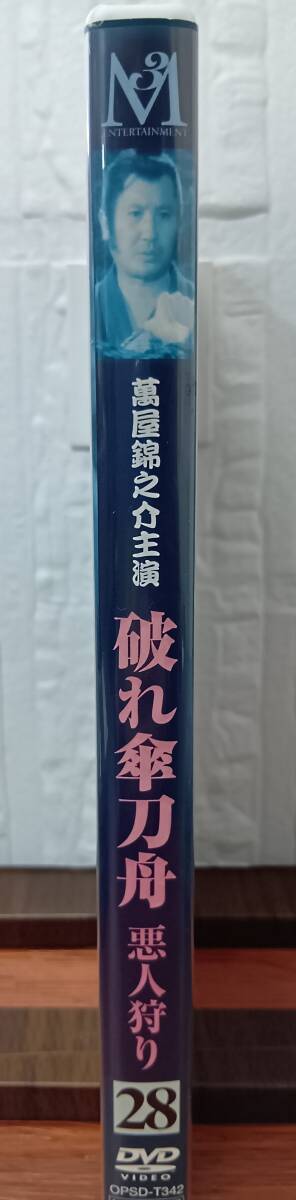 M3
ENTERTAINMENT
萬屋錦之介主演
破れ傘刀舟
悪人狩り
28
DVD
VIDEO
OPSD-T342